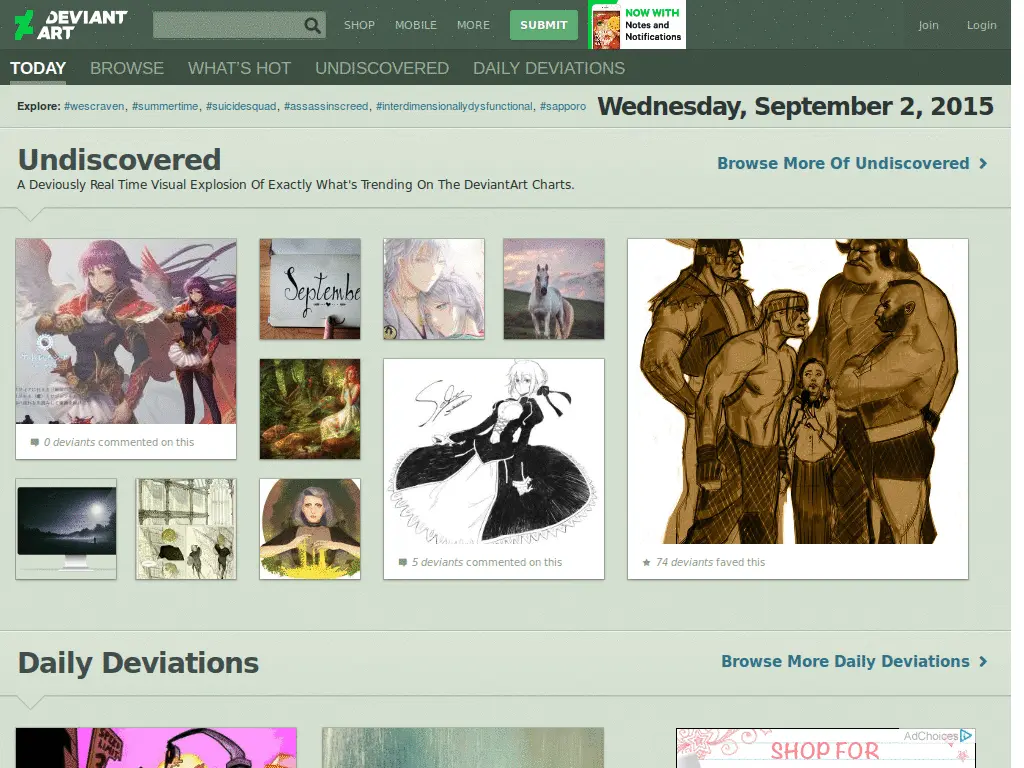 DEVIANT ART
SHOP MOBILE MORE SUBMIT
NOW WITH
Notes and
Notifications
Join Login
TODAY BROWSE WHAT'S HOT UNDISCOVERED DAILY DEVIATIONS
Explore: #wescraven, #summertime, #suicidesquad, #assassinscreed, #interdimensionallydysfunctional, #sapporo
Wednesday, September 2, 2015
Undiscovered
Browse More Of Undiscovered
A Deviously Real Time Visual Explosion Of Exactly What's Trending On The DeviantArt Charts.
Septembe
0 deviants commented on this
5 deviants commented on this
74 deviants faved this
Daily Deviations
Browse More Daily Deviations
SPEED
LIMIT
AdChoices
SHOP FOR